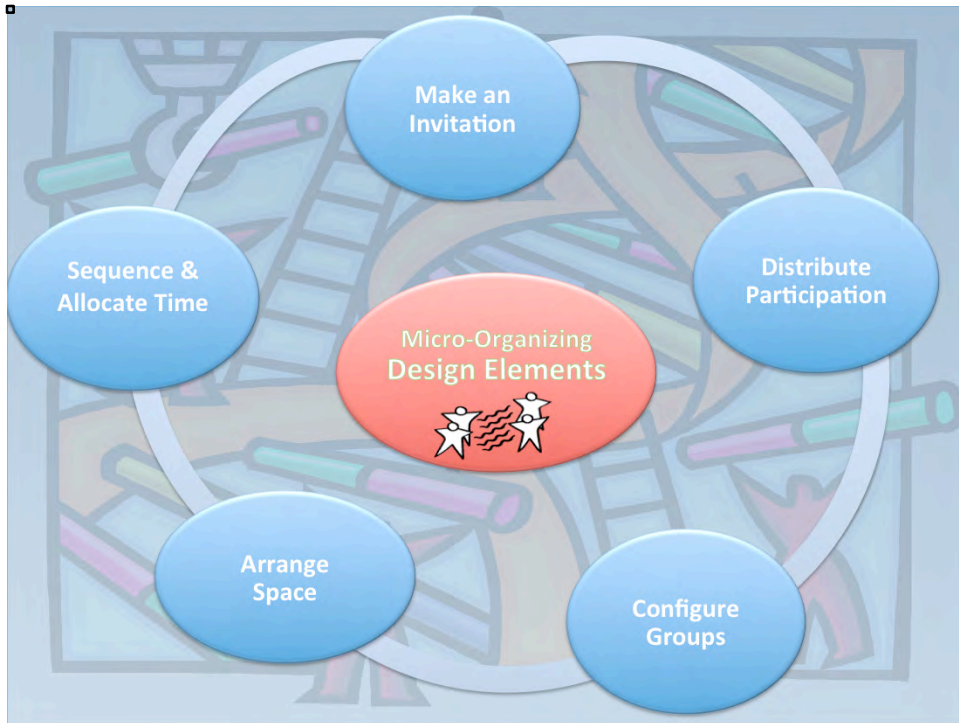 Make an
Invitation
Distribute
Participation
Configure
Groups
Arrange
Space
Sequence &
Allocate Time
Micro-Organizing
Design Elements